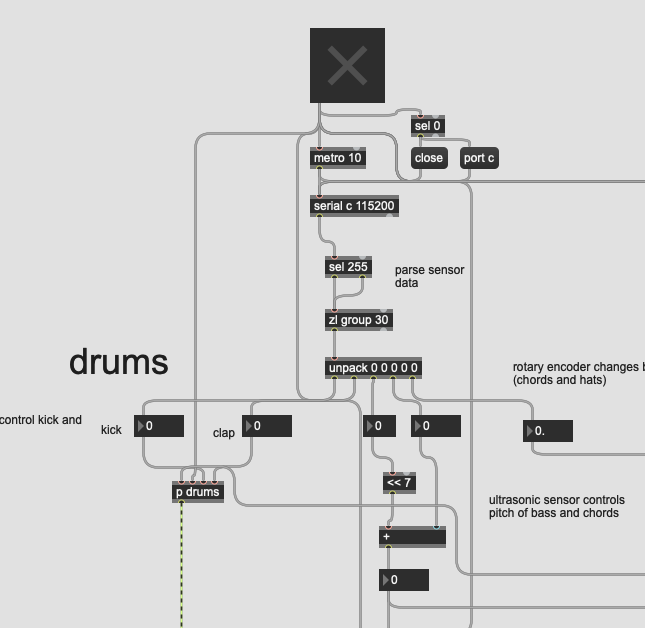 sel 0
metro 10
close
port c
serial c 115200
sel 255
parse sensor
data
zl group 30
drums
unpack 0 0 0 0 0
rotary encoder changes
(chords and hats)
control kick and
kick
0
clap
0
0
0
0.
<< 7
p drums
ultrasonic sensor controls
pitch of bass and chords
+
0